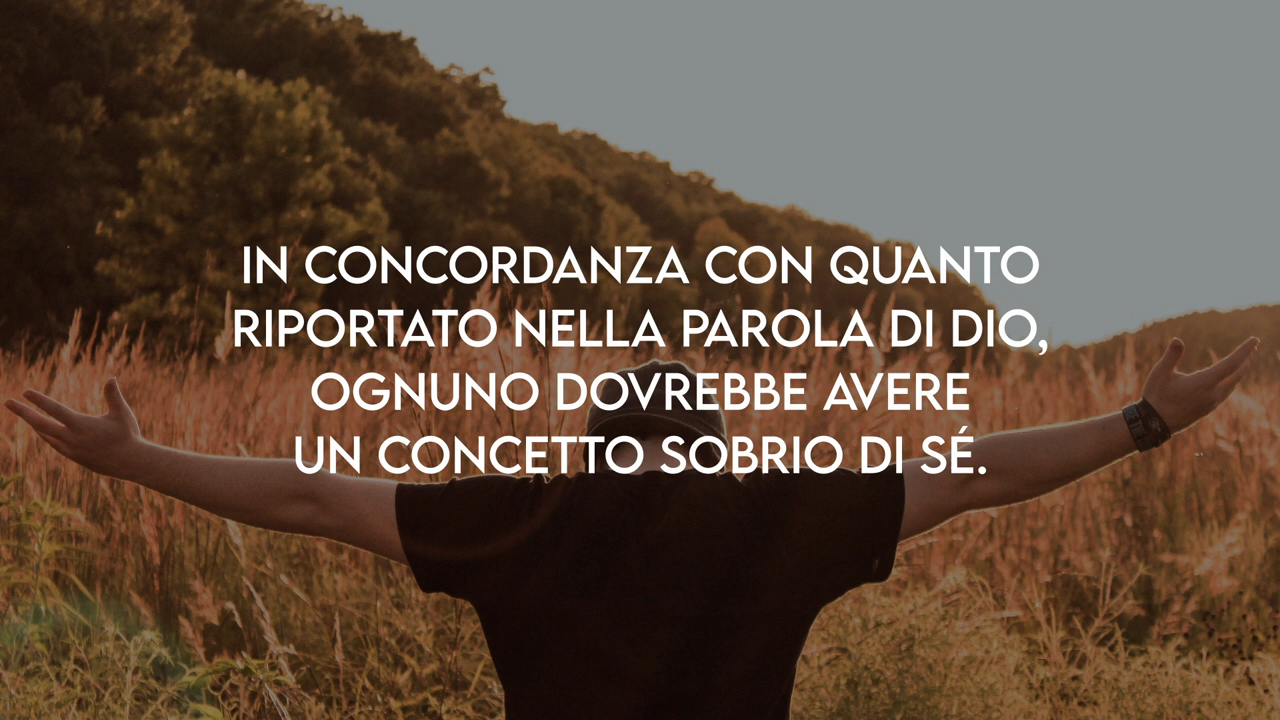 IN CONCORDANZA CON QUANTO
RIPORTATO NELLA PAROLA DI DIO,
OGNUNO DOVREBBE AVERE
UN CONCETTO SOBRIO DI SÉ.